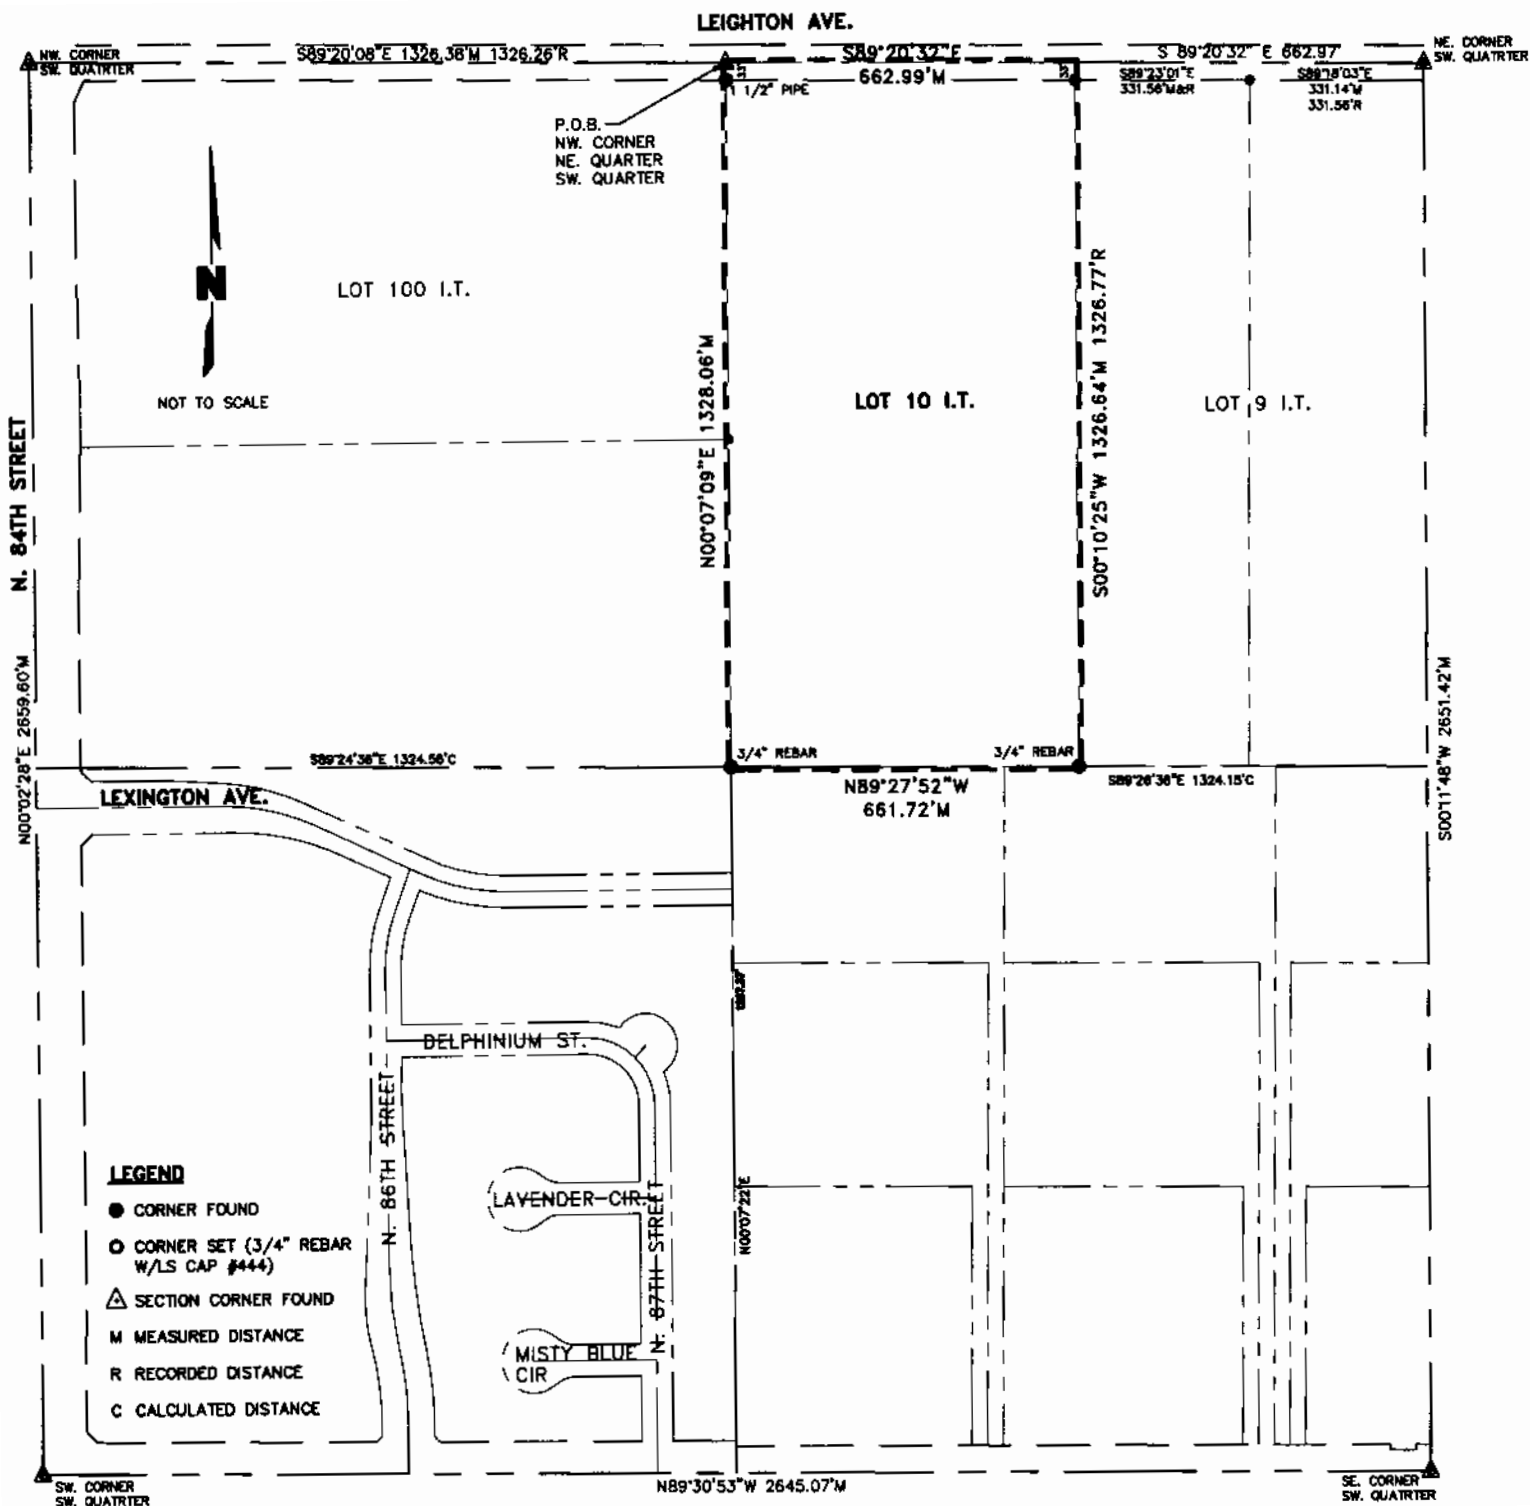 LEIGHTON AVE.
NW. CORNER
SW. QUATRTER
S89°20'08"E 1326.36'M 1326.26'R
S89°20'32"E
662.99'M
S 89°20'32" E 662.97
NE. CORNER
SW. QUATRTER
33'
33'
1 1/2" PIPE
S89°23'01"E
331.56'M&R
S89°18'03"E
331.14'M
331.56'R
P.O.B.
NW. CORNER
NE. QUARTER
SW. QUARTER
N
NOT TO SCALE
LOT 100 I.T.
LOT 10 I.T.
LOT 9 I.T.
N00°07'09"E 1328.06'M
S00°10'25"W 1326.64'M 1326.77'R
N. 84TH STREET
N00°02'28"E 2659.60'M
S00°11'48"W 2651.42'M
S89°24'36"E 1324.56'C
3/4" REBAR
3/4" REBAR
N89°27'52"W
661.72'M
S89°26'36"E 1324.15'C
LEXINGTON AVE.
DELPHINIUM ST.
N. 86TH STREET
LAVENDER CIR.
N. 87TH STREET
MISTY BLUE
CIR
N00°07'22"E
LEGEND
CORNER FOUND
CORNER SET (3/4" REBAR
W/LS CAP #444)
SECTION CORNER FOUND
M MEASURED DISTANCE
R RECORDED DISTANCE
C CALCULATED DISTANCE
SW. CORNER
SW. QUATRTER
N89°30'53"W 2645.07'M
SE. CORNER
SW. QUATRTER